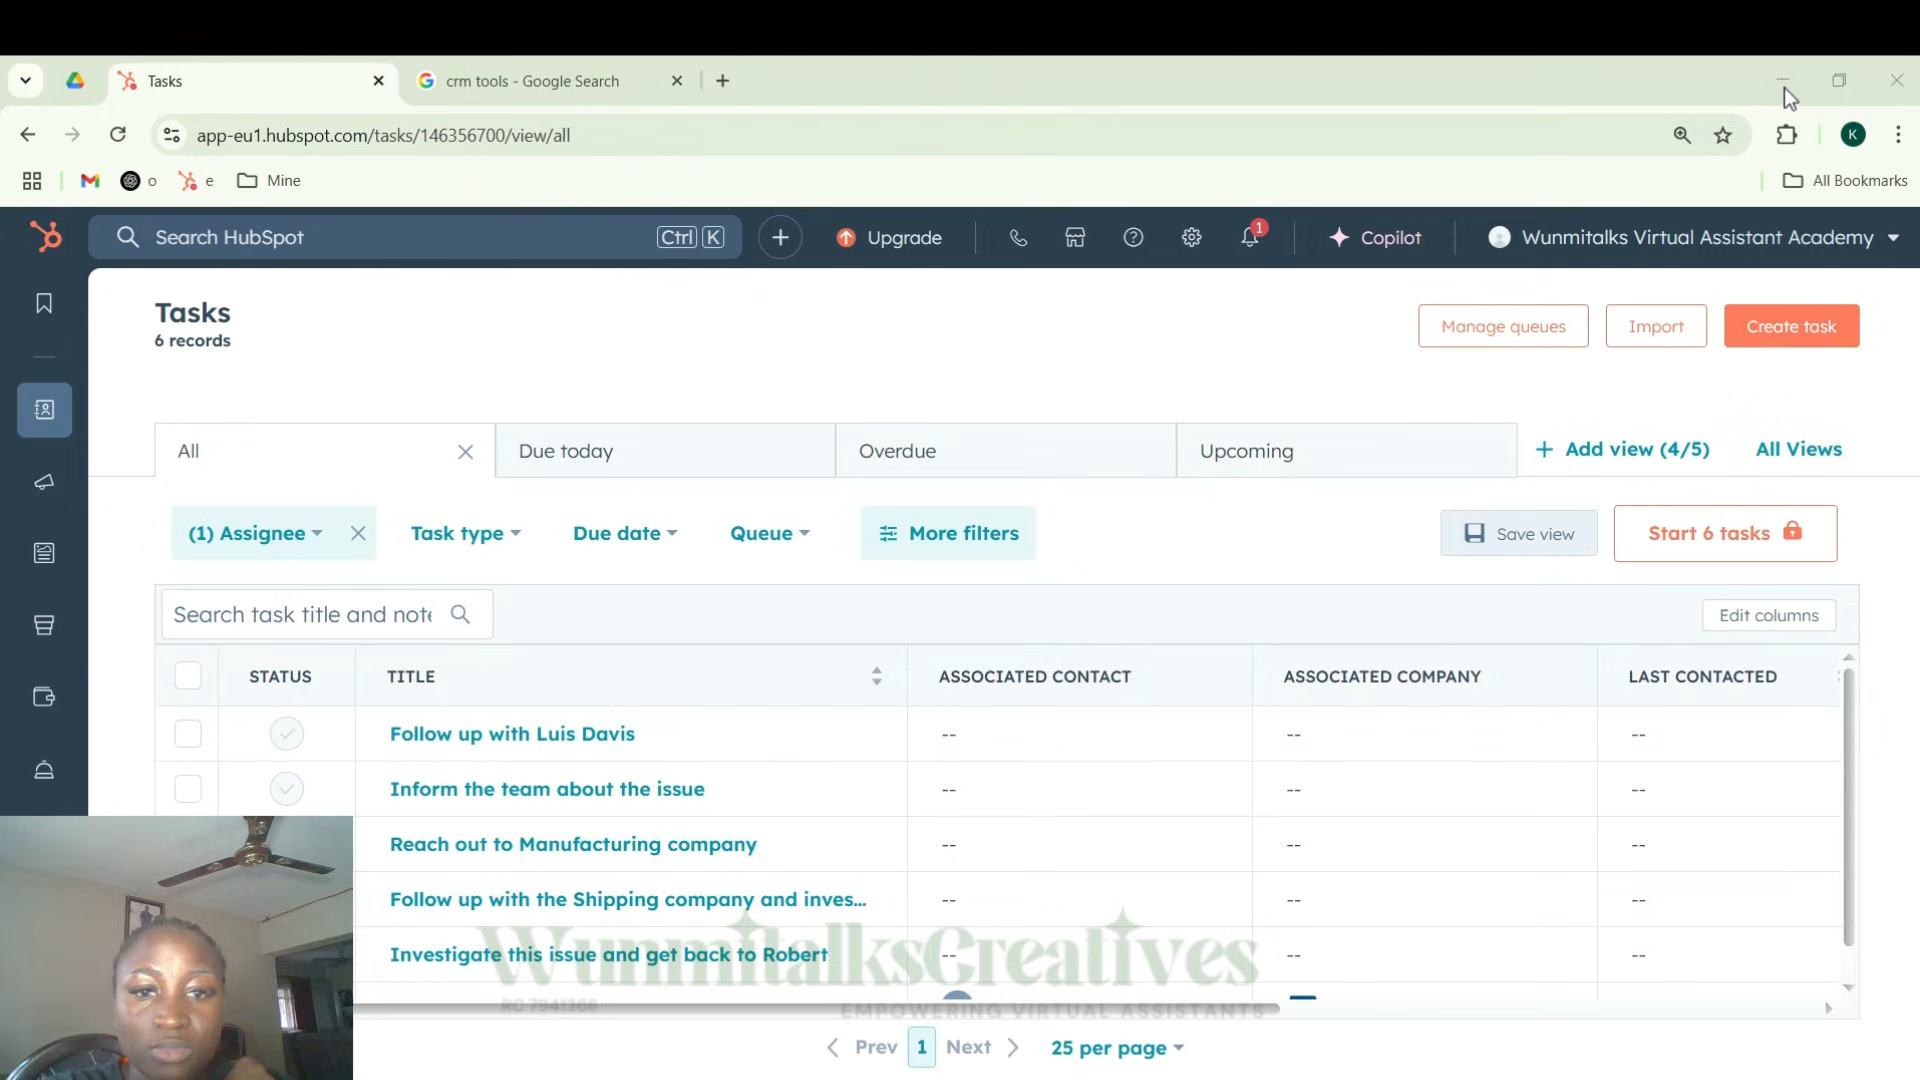 Tasks
crm tools - Google Search
app-eu1.hubspot.com/tasks/146356700/view/all
K
o
e
Mine
All Bookmarks
Search HubSpot
Ctrl K
Upgrade
1
Copilot
Wunmitalks Virtual Assistant Academy
Tasks
6 records
Manage queues
Import
Create task
All
Due today
Overdue
Upcoming
+ Add view (4/5)
All Views
(1) Assignee
Task type
Due date
Queue
More filters
Save view
Start 6 tasks
Search task title and note
Edit columns
STATUS
TITLE
ASSOCIATED CONTACT
ASSOCIATED COMPANY
LAST CONTACTED
Follow up with Luis Davis
--
--
--
Inform the team about the issue
--
--
--
Reach out to Manufacturing company
--
--
--
Follow up with the Shipping company and inves...
--
--
--
Investigate this issue and get back to Robert
--
--
--
WunmitalksCreatives
RC 7941366
EMPOWERING VIRTUAL ASSISTANTS
Prev
1
Next
25 per page